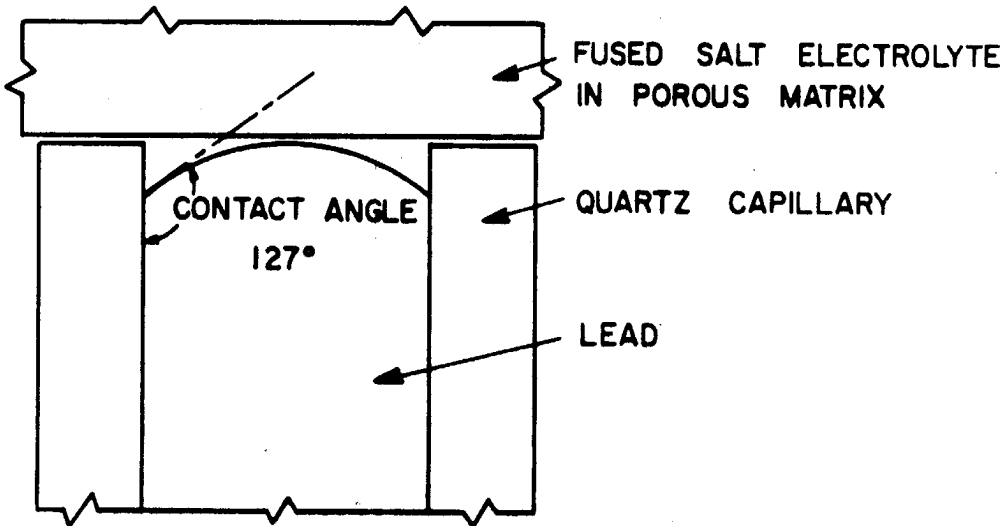 FUSED SALT ELECTROLYTE
IN POROUS MATRIX
CONTACT ANGLE
127°
QUARTZ CAPILLARY
LEAD